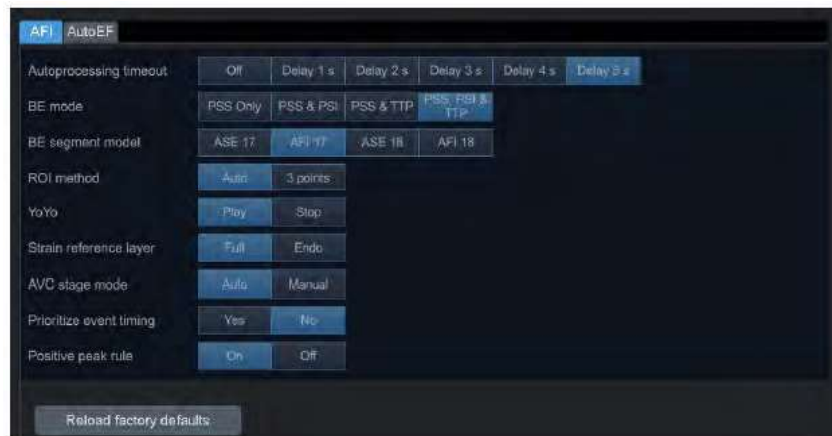 AFI AutoEF
Autoprocessing timeout Off Delay 1 s Delay 2 s Delay 3 s Delay 4 s Delay 5 s
BE mode PSS Only PSS & PSI PSS & TTP PSS, PSI & TTP
BE segment model ASE 17 AFI 17 ASE 18 AFI 18
ROI method Auto 3 points
YoYo Play Stop
Strain reference layer Full Endo
AVC stage mode Auto Manual
Prioritize event timing Yes No
Positive peak rule On Off
Reload factory defaults